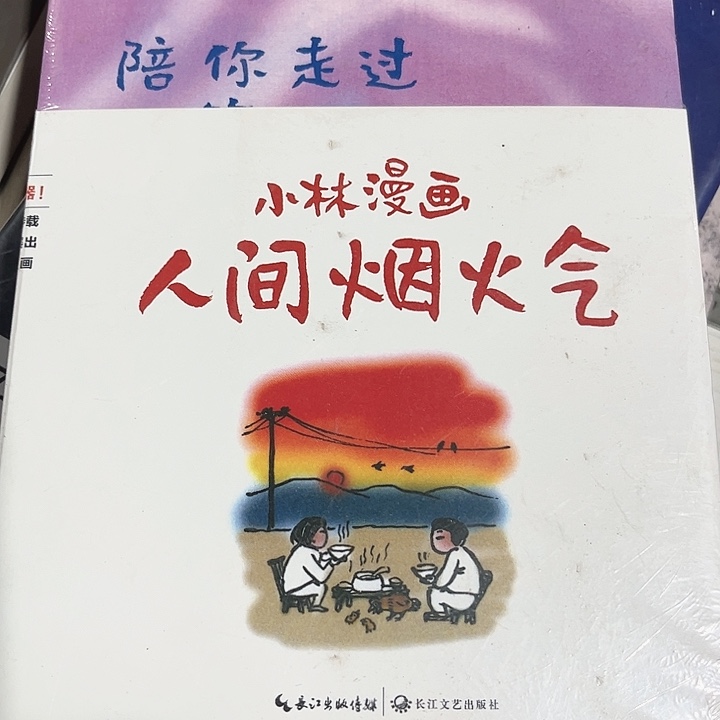 陪你走过
小林漫画
人间烟火气
器!
载
出
画
长江出版传媒 长江文艺出版社